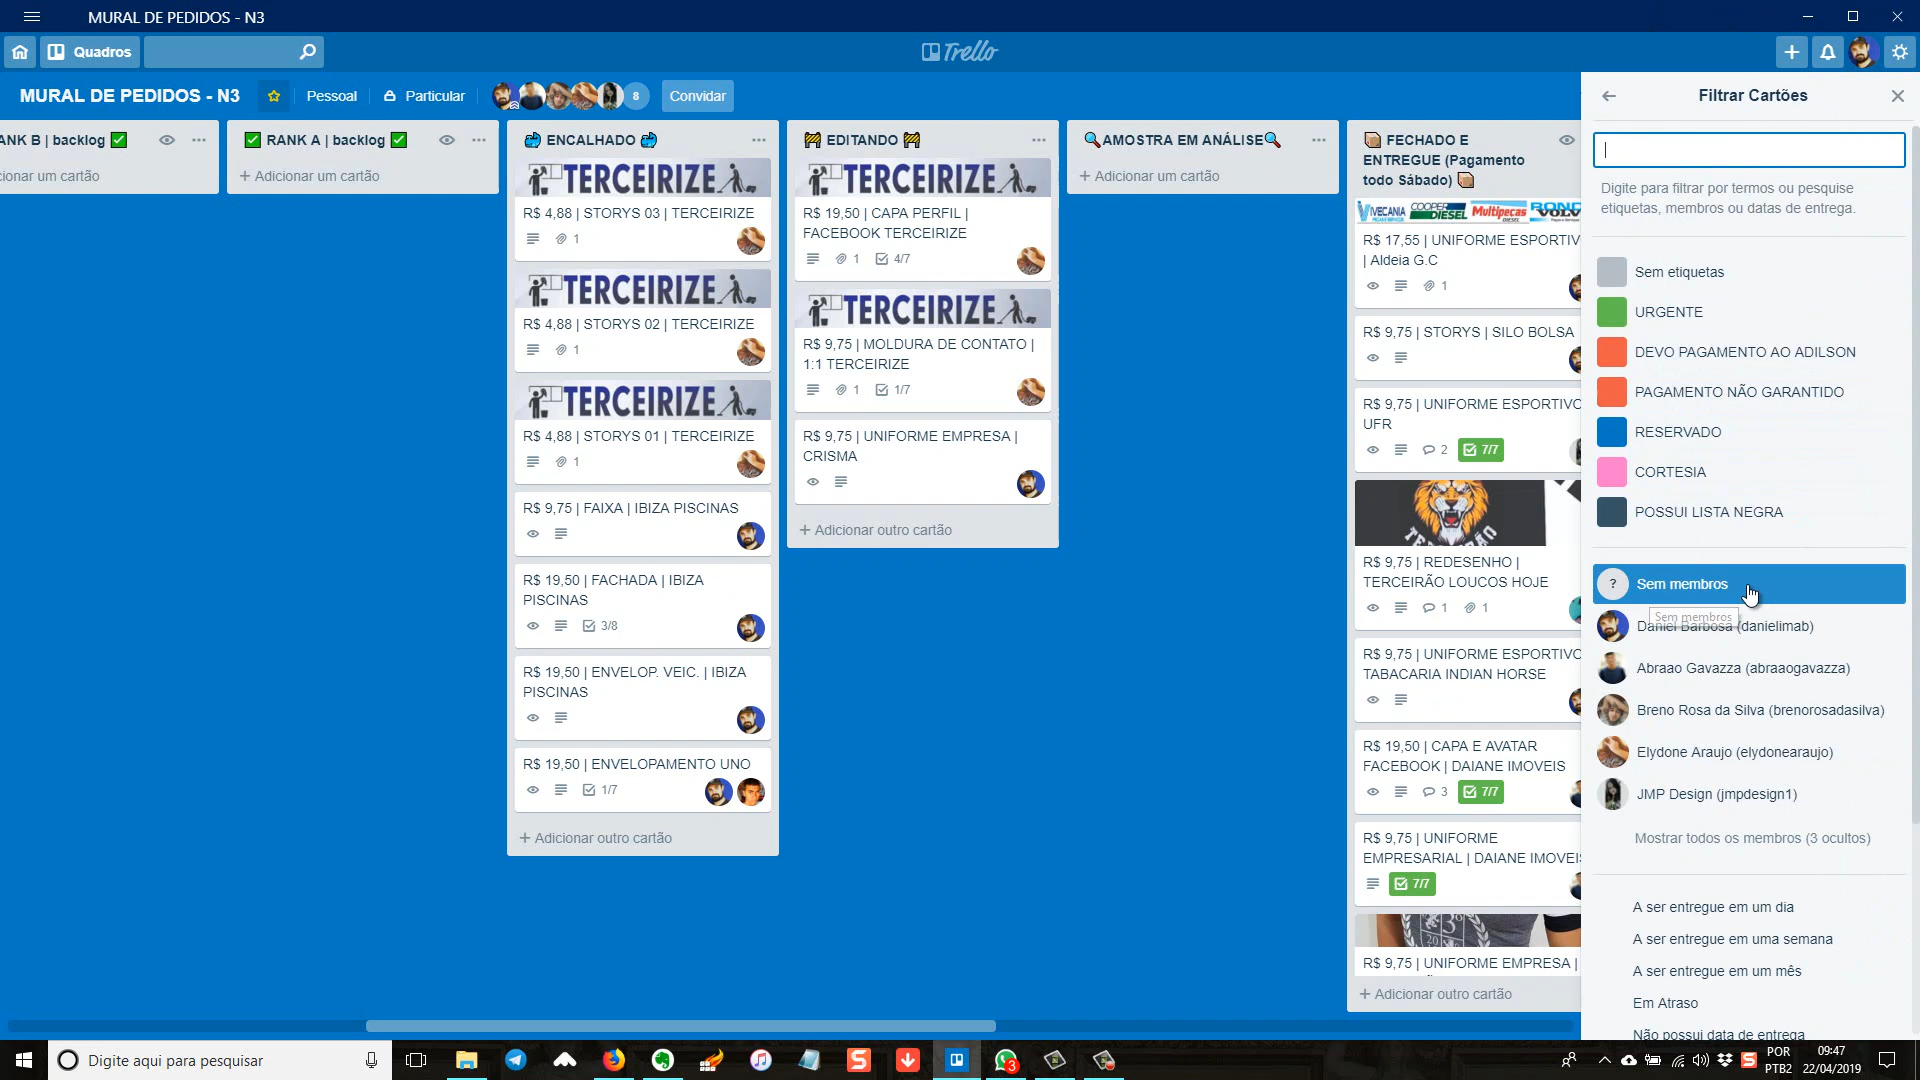 MURAL DE PEDIDOS - N3
Quadros
Trello
MURAL DE PEDIDOS - N3
Pessoal
Particular
8
Convidar
ANK B | backlog ✅
cionar um cartão
✅ RANK A | backlog ✅
+ Adicionar um cartão
ENCALHADO
TERCEIRIZE
R$ 4,88 | STORYS 03 | TERCEIRIZE
1
TERCEIRIZE
R$ 4,88 | STORYS 02 | TERCEIRIZE
1
TERCEIRIZE
R$ 4,88 | STORYS 01 | TERCEIRIZE
1
R$ 9,75 | FAIXA | IBIZA PISCINAS
R$ 19,50 | FACHADA | IBIZA
PISCINAS
3/8
R$ 19,50 | ENVELOP. VEIC. | IBIZA
PISCINAS
R$ 19,50 | ENVELOPAMENTO UNO
1/7
+ Adicionar outro cartão
🚧 EDITANDO 🚧
TERCEIRIZE
R$ 19,50 | CAPA PERFIL |
FACEBOOK TERCEIRIZE
1 4/7
TERCEIRIZE
R$ 9,75 | MOLDURA DE CONTATO |
1:1 TERCEIRIZE
1 1/7
R$ 9,75 | UNIFORME EMPRESA |
CRISMA
+ Adicionar outro cartão
🔍AMOSTRA EM ANÁLISE🔍
+ Adicionar um cartão
FECHADO E
ENTREGUE (Pagamento
todo Sábado)
VIVECANIA COOPER DIESEL Multipecas DIESEL
R$ 17,55 | UNIFORME ESPORTIV
| Aldeia G.C
1
R$ 9,75 | STORYS | SILO BOLSA
R$ 9,75 | UNIFORME ESPORTIVO
UFR
2 7/7
R$ 9,75 | REDESENHO |
TERCEIRÃO LOUCOS HOJE
1 1
R$ 9,75 | UNIFORME ESPORTIVO
TABACARIA INDIAN HORSE
R$ 19,50 | CAPA E AVATAR
FACEBOOK | DAIANE IMOVEIS
3 7/7
R$ 9,75 | UNIFORME
EMPRESARIAL | DAIANE IMOVEIS
7/7
R$ 9,75 | UNIFORME EMPRESA |
+ Adicionar outro cartão
Filtrar Cartões
Digite para filtrar por termos ou pesquise
etiquetas, membros ou datas de entrega.
Sem etiquetas
URGENTE
DEVO PAGAMENTO AO ADILSON
PAGAMENTO NÃO GARANTIDO
RESERVADO
CORTESIA
POSSUI LISTA NEGRA
? Sem membros
Sem membros
Daniel Barbosa (danielimab)
Abraao Gavazza (abraaogavazza)
Breno Rosa da Silva (brenorosadasilva)
Elydone Araujo (elydonearaujo)
JMP Design (jmpdesign1)
Mostrar todos os membros (3 ocultos)
A ser entregue em um dia
A ser entregue em uma semana
A ser entregue em um mês
Em Atraso
Não possui data de entrega
Digite aqui para pesquisar
3
POR
PTB2
09:47
22/04/2019